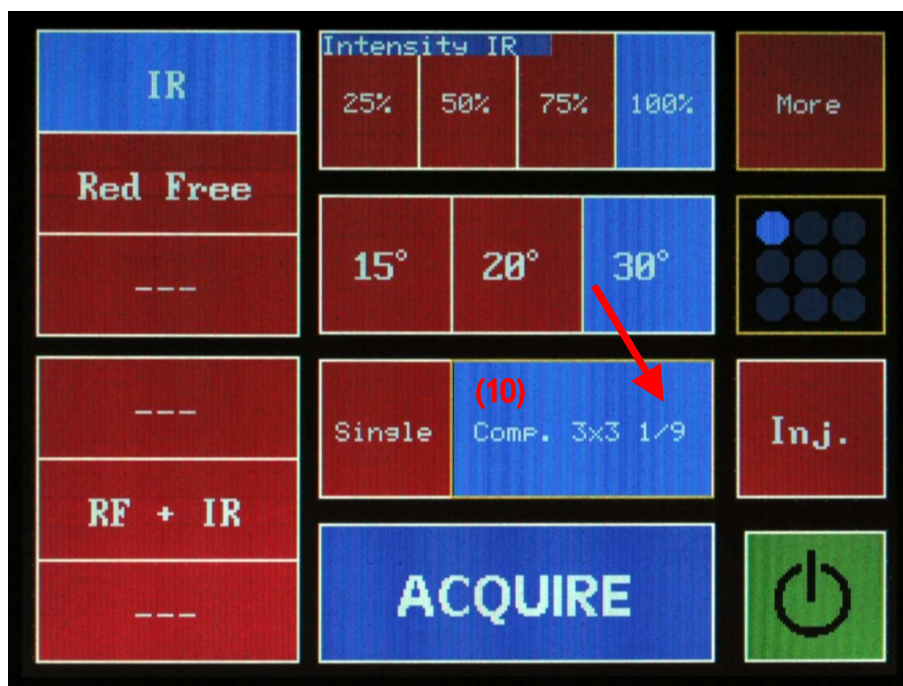 IR
Red Free
---
---
RF + IR
---
Intensity IR
25% 50% 75% 100%
More
15° 20° 30°
(10)
Single Comp. 3x3 1/9
Inj.
ACQUIRE